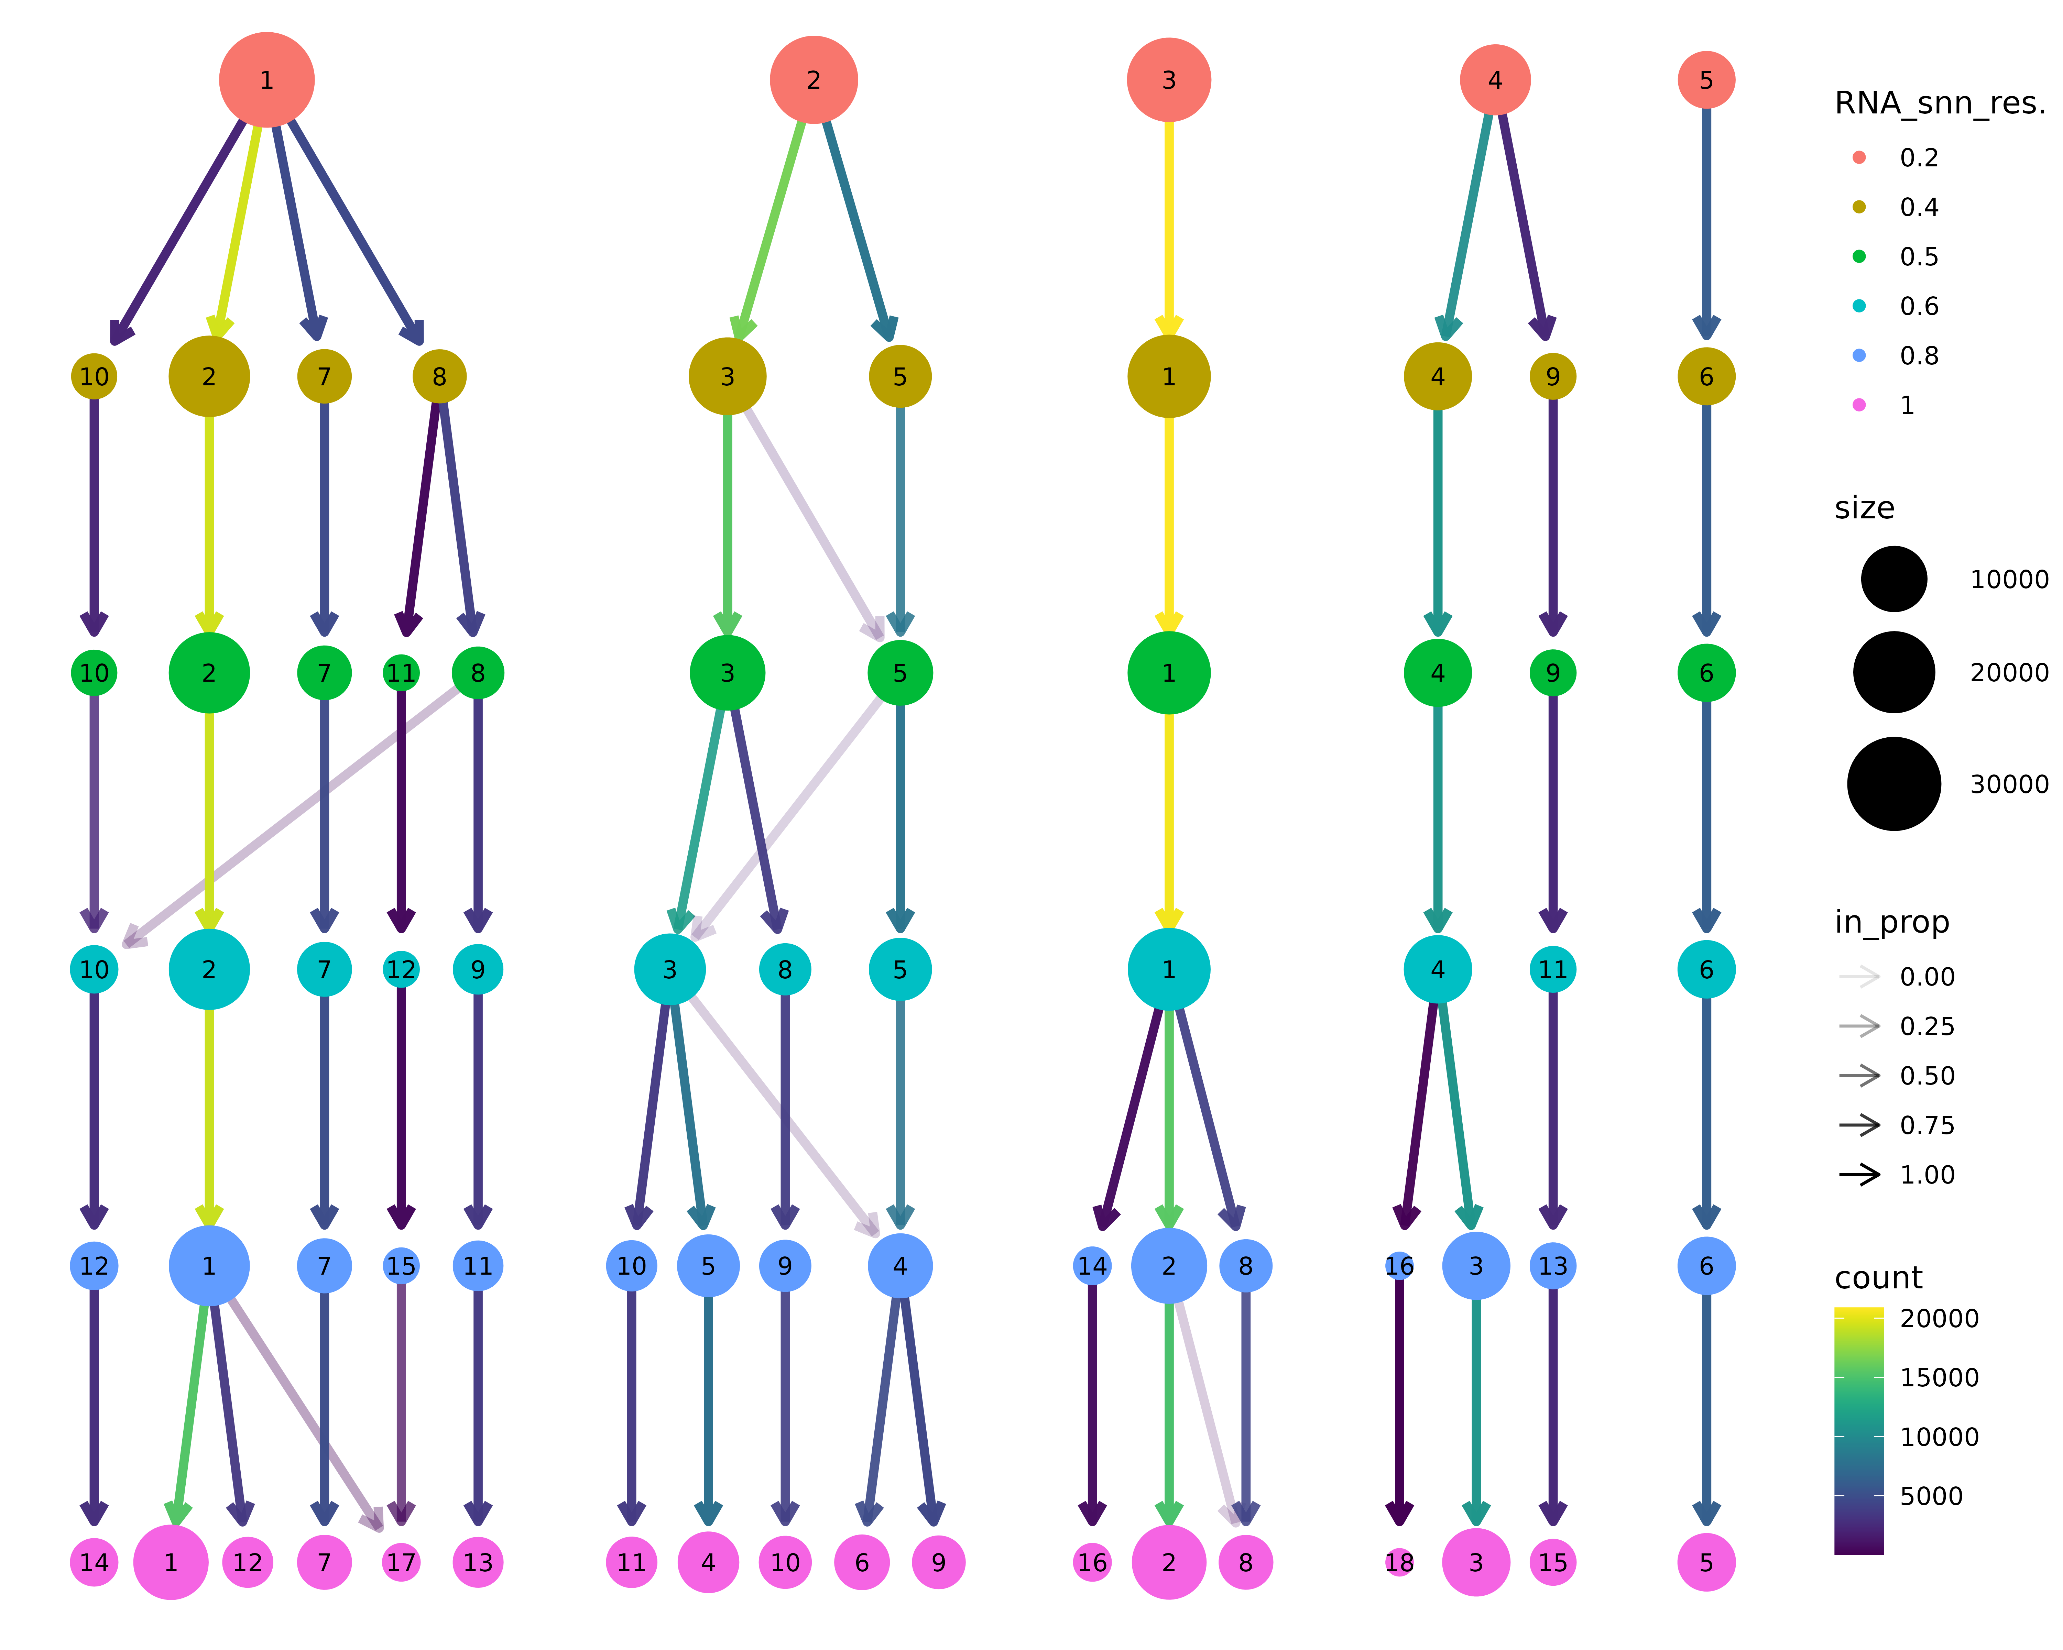 1 2 3 4 5
10 2 7 8 3 5 1 4 9 6
10 2 7 11 8 3 5 1 4 9 6
10 2 7 12 9 3 8 5 1 4 11 6
12 1 7 15 11 10 5 9 4 14 2 8 16 3 13 6
14 1 12 7 17 13 11 4 10 6 9 16 2 8 18 3 15 5
RNA_snn_res.
0.2
0.4
0.5
0.6
0.8
1
size
10000
20000
30000
in_prop
0.00
0.25
0.50
0.75
1.00
count
20000
15000
10000
5000